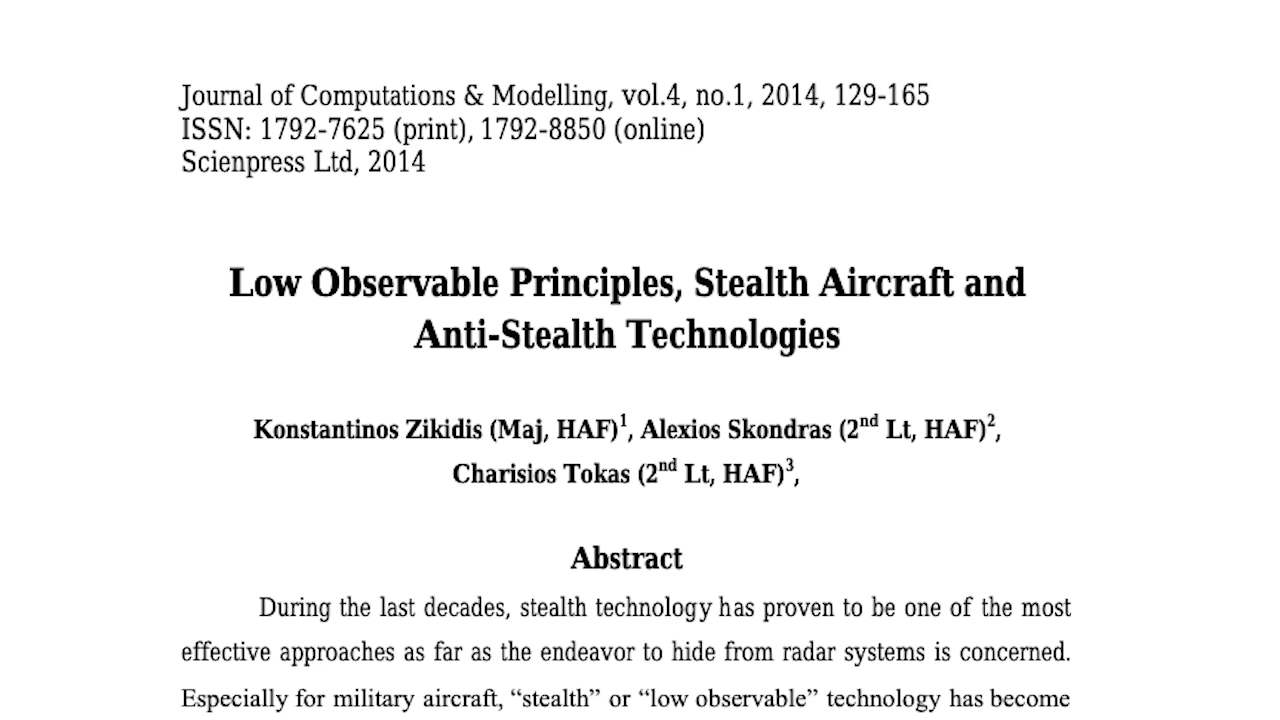 Journal of Computations & Modelling, vol.4, no.1, 2014, 129-165
ISSN: 1792-7625 (print), 1792-8850 (online)
Scienpress Ltd, 2014
Low Observable Principles, Stealth Aircraft and
Anti-Stealth Technologies
Konstantinos Zikidis (Maj, HAF)¹, Alexios Skondras (2nd Lt, HAF)²,
Charisios Tokas (2nd Lt, HAF)³,
Abstract
During the last decades, stealth technology has proven to be one of the most
effective approaches as far as the endeavor to hide from radar systems is concerned.
Especially for military aircraft, “stealth” or “low observable” technology has become